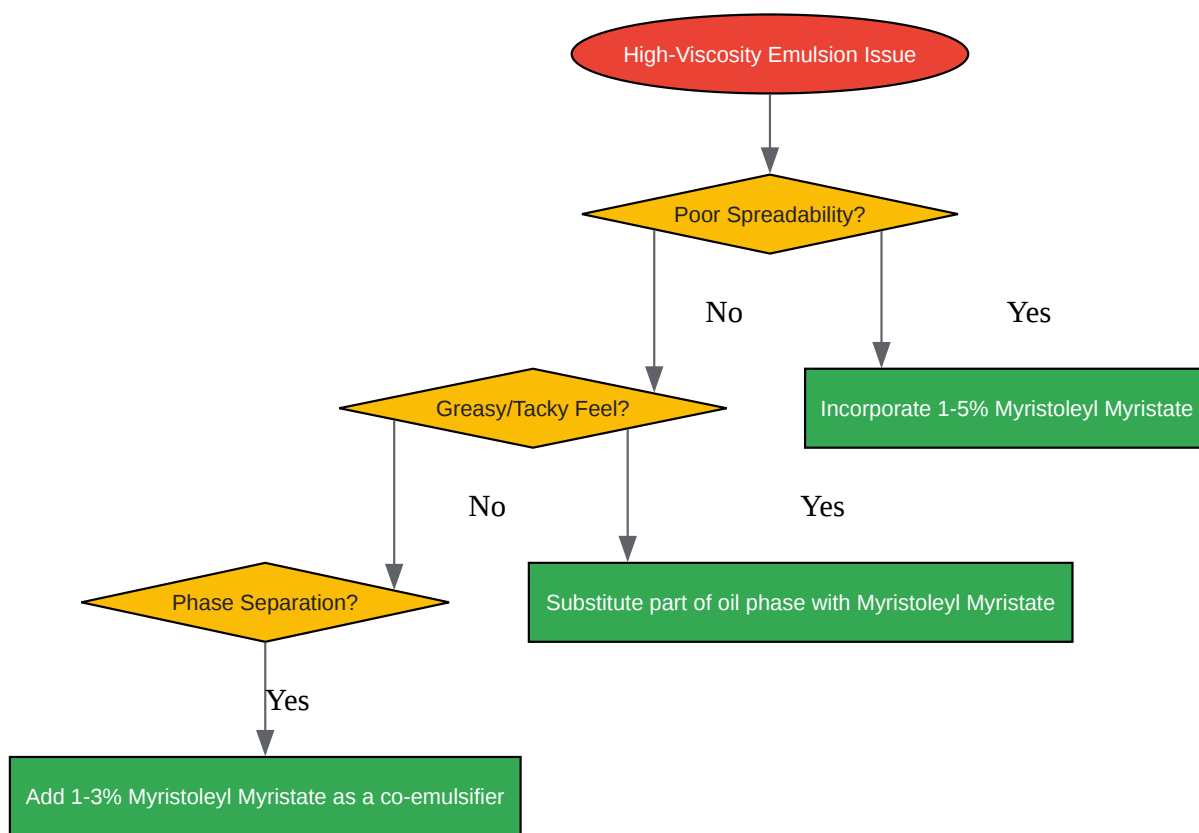 High-Viscosity Emulsion Issue
Poor Spreadability?
No
Yes
Greasy/Tacky Feel?
Incorporate 1-5% Myristoleyl Myristate
No
Yes
Phase Separation?
Substitute part of oil phase with Myristoleyl Myristate
Yes
Add 1-3% Myristoleyl Myristate as a co-emulsifier